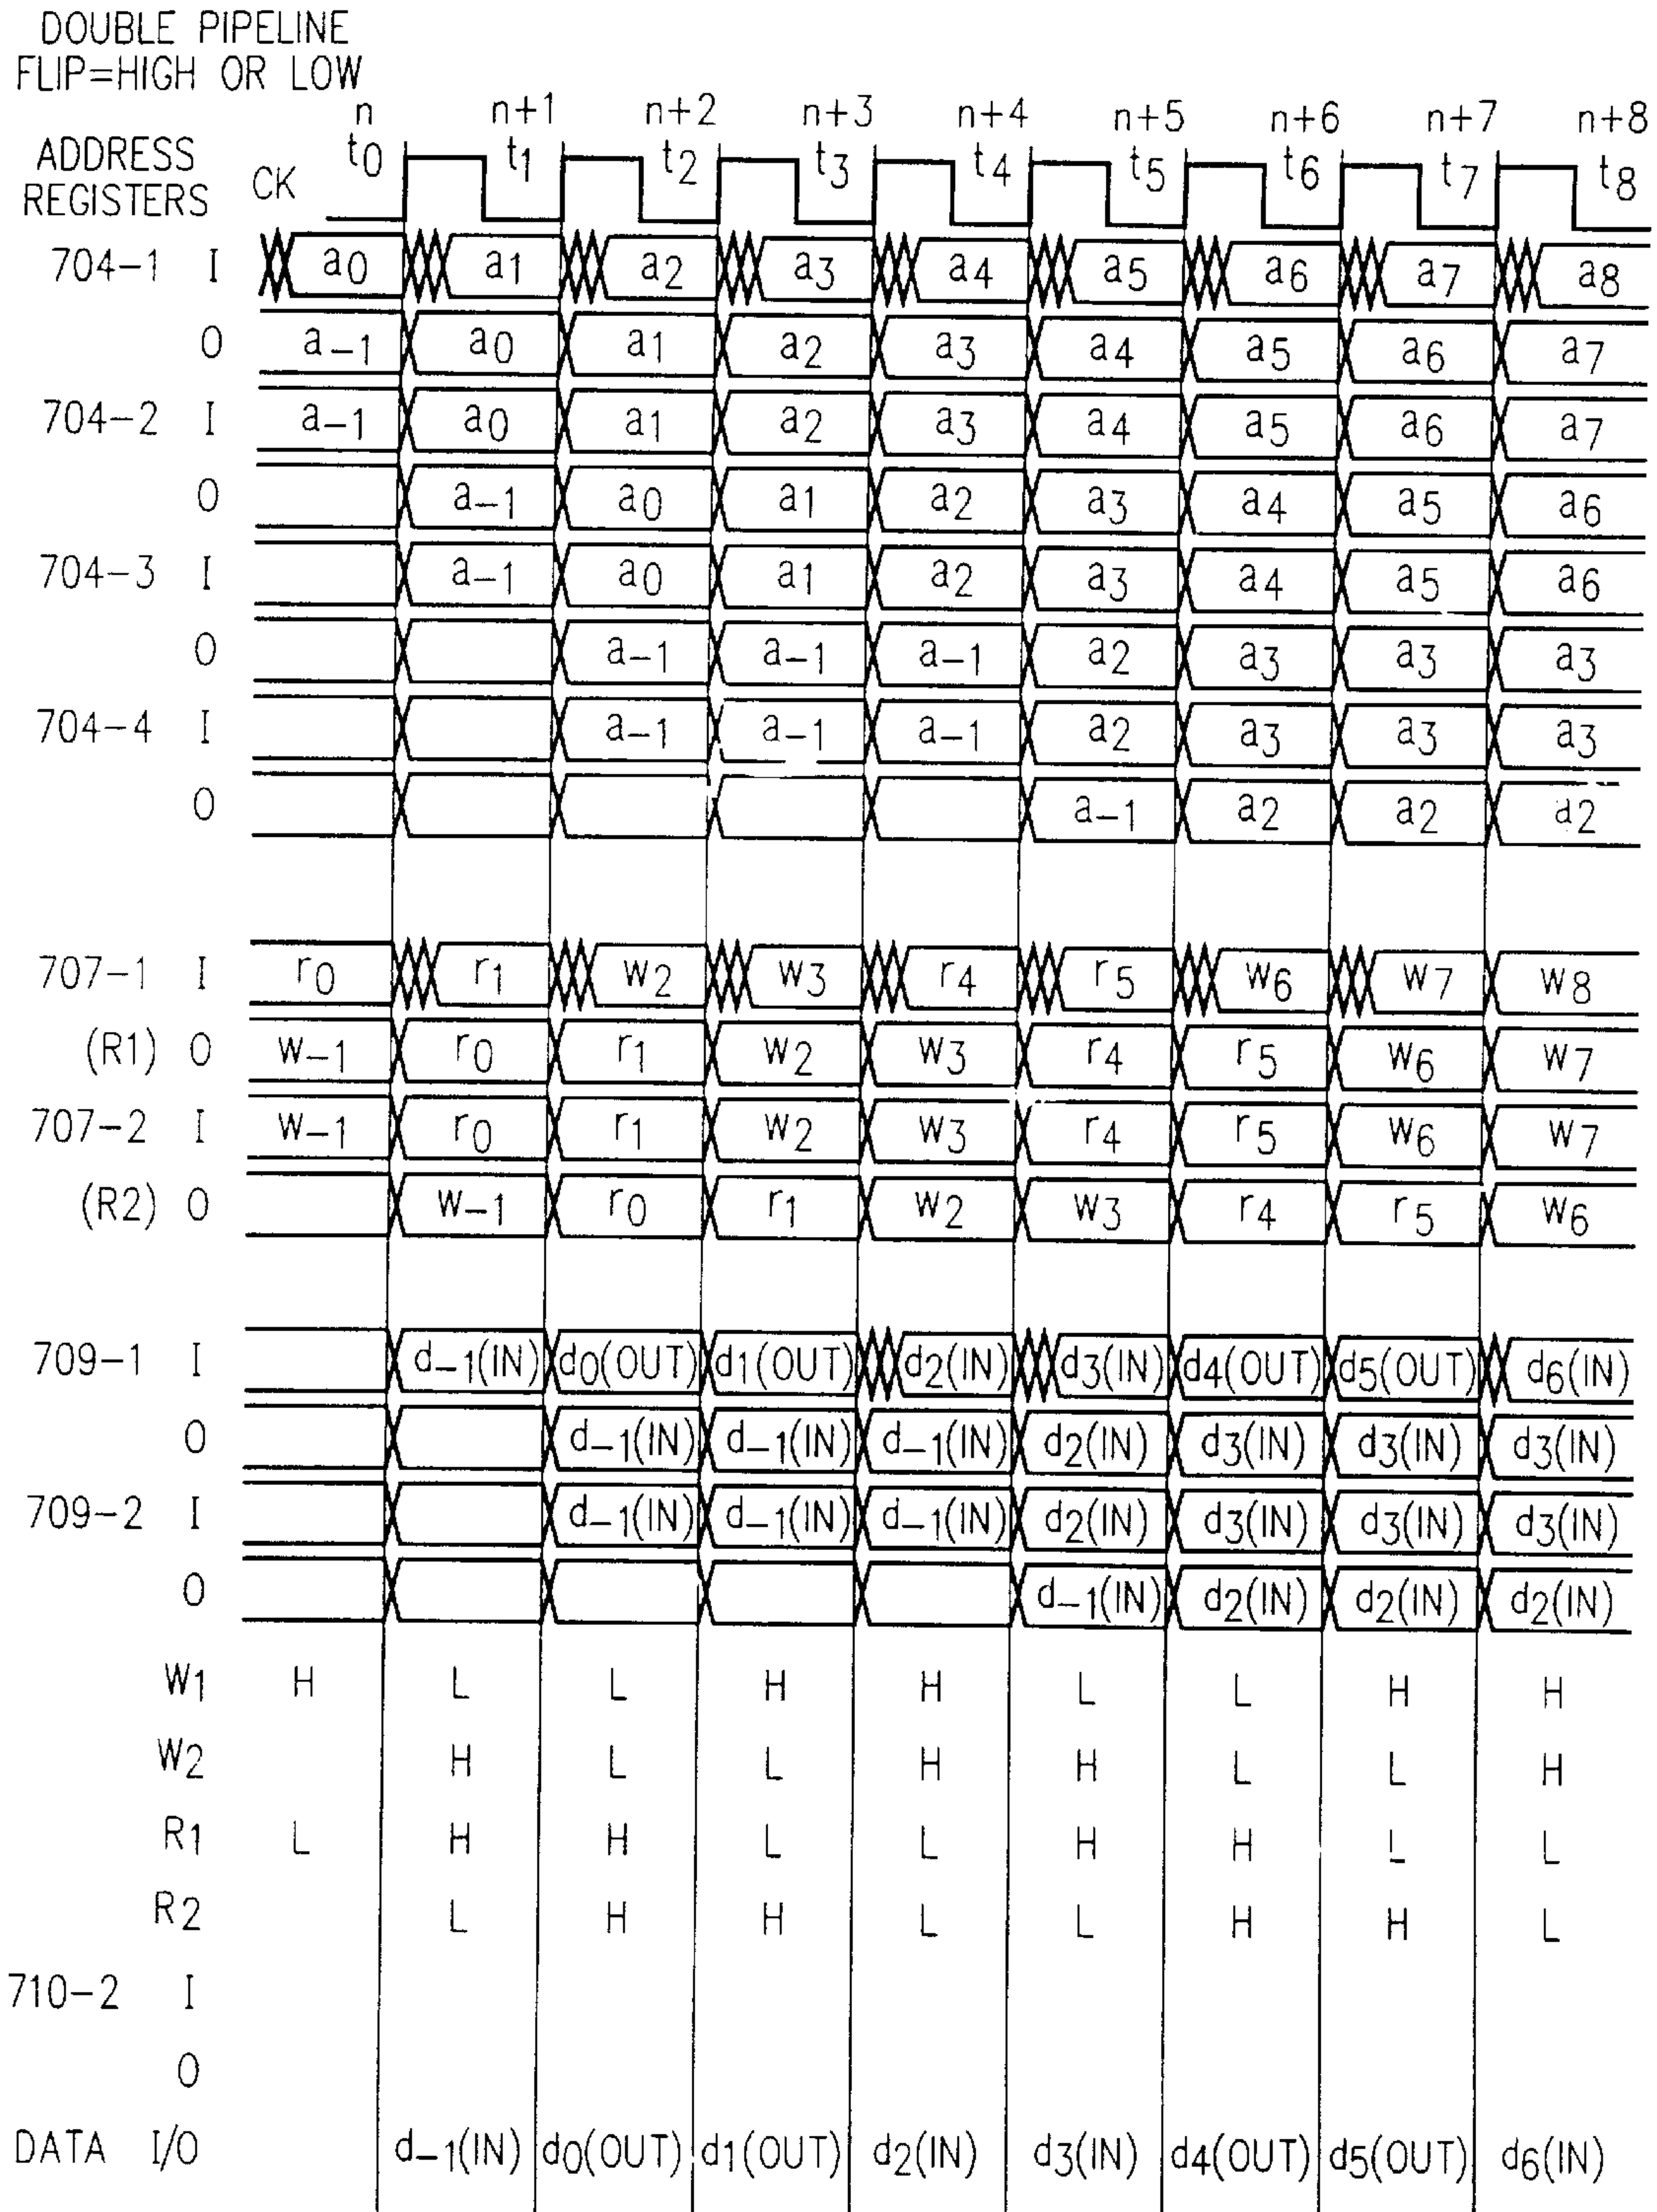 DOUBLE PIPELINE
FLIP=HIGH OR LOW
n n+1 n+2 n+3 n+4 n+5 n+6 n+7 n+8
ADDRESS
REGISTERS
CK t0 t1 t2 t3 t4 t5 t6 t7 t8
704-1 I a0 a1 a2 a3 a4 a5 a6 a7 a8
O a-1 a0 a1 a2 a3 a4 a5 a6 a7
704-2 I a-1 a0 a1 a2 a3 a4 a5 a6 a7
O a-1 a0 a1 a2 a3 a4 a5 a6
704-3 I a-1 a0 a1 a2 a3 a4 a5 a6
O a-1 a-1 a-1 a2 a3 a3 a3
704-4 I a-1 a-1 a-1 a2 a3 a3 a3
O a-1 a2 a2 a2
707-1 I r0 r1 w2 w3 r4 r5 w6 w7 w8
(R1) O w-1 r0 r1 w2 w3 r4 r5 w6 w7
707-2 I w-1 r0 r1 w2 w3 r4 r5 w6 w7
(R2) O w-1 r0 r1 w2 w3 r4 r5 w6
709-1 I d-1(IN) d0(OUT) d1(OUT) d2(IN) d3(IN) d4(OUT) d5(OUT) d6(IN)
O d-1(IN) d-1(IN) d-1(IN) d2(IN) d3(IN) d3(IN) d3(IN)
709-2 I d-1(IN) d-1(IN) d-1(IN) d2(IN) d3(IN) d3(IN) d3(IN)
O d-1(IN) d2(IN) d2(IN) d2(IN)
W1 H L L H H L L H H
W2 H L L H H L L H
R1 L H H L L H H L L
R2 L H H L L H H L
710-2 I
O
DATA I/O d-1(IN) d0(OUT) d1(OUT) d2(IN) d3(IN) d4(OUT) d5(OUT) d6(IN)